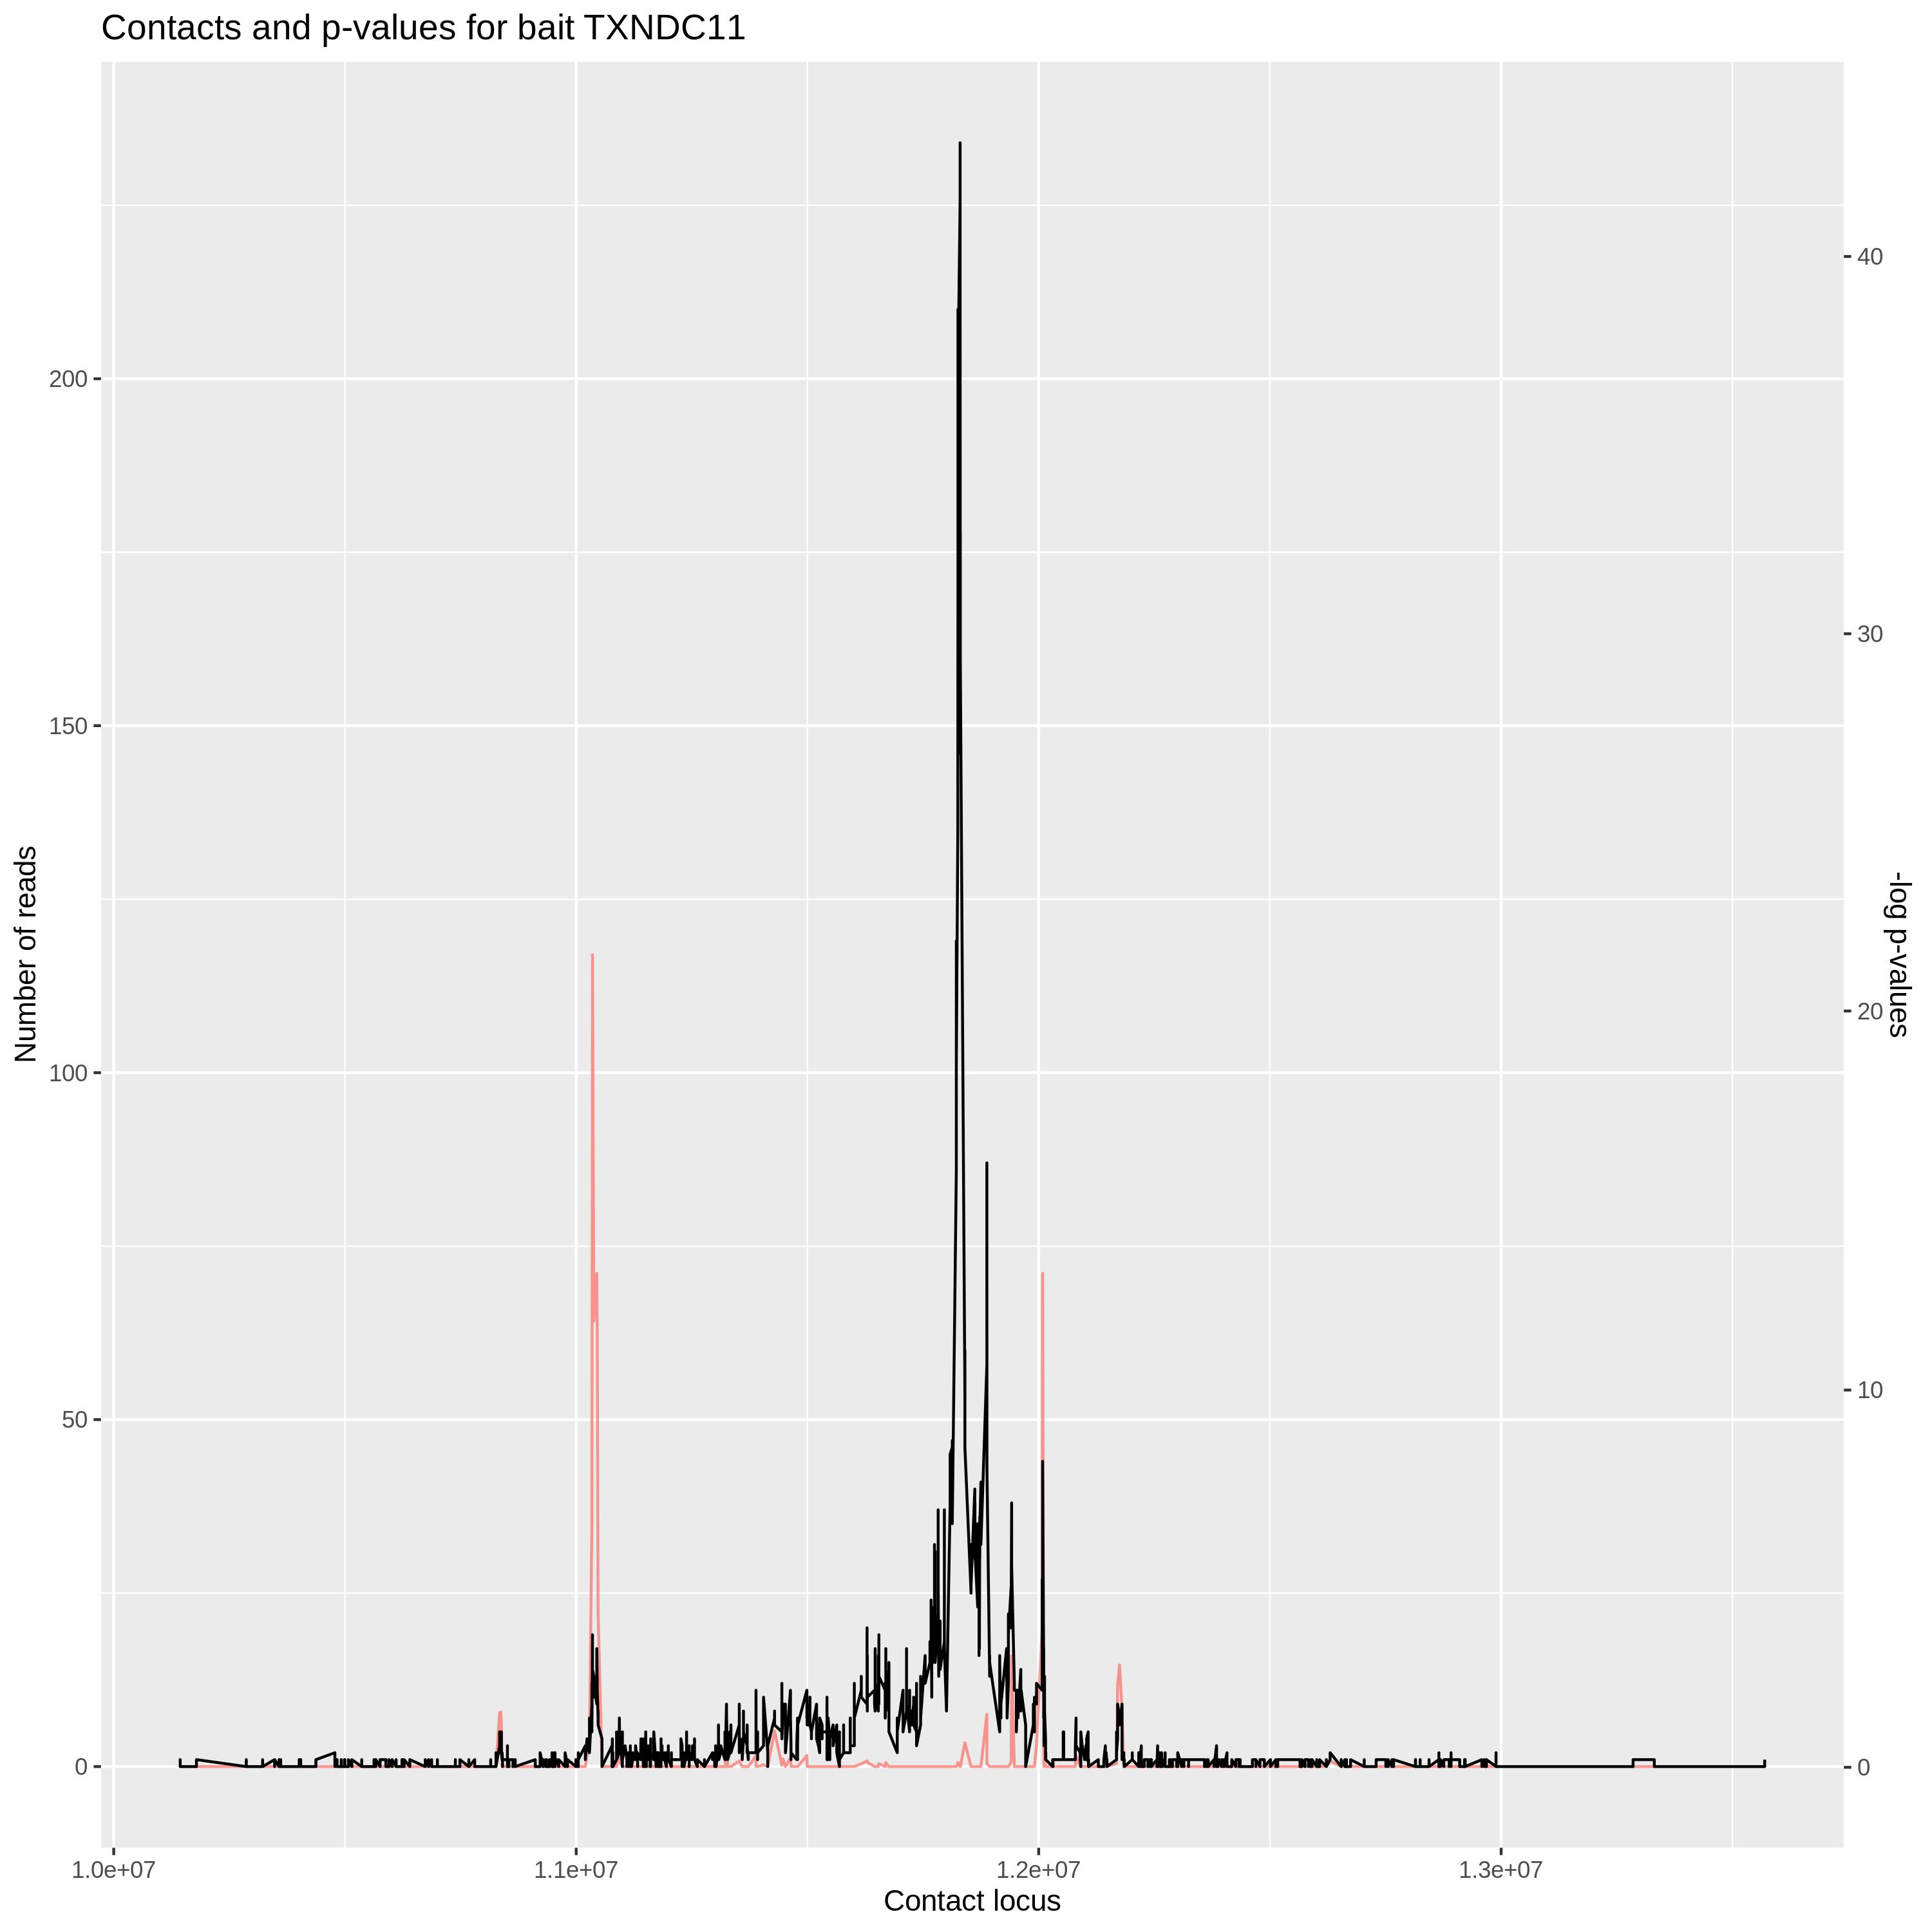 Contacts and p-values for bait TXNDC11
Number of reads
200
150
100
50
0
40
30
20
10
0
-log p-values
1.0e+07
1.1e+07
1.2e+07
1.3e+07
Contact locus